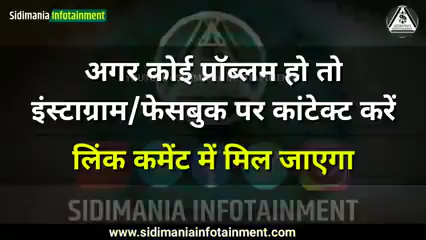 Sidimania Infotainment
अगर कोई प्रॉब्लम हो तो
इंस्टाग्राम/फेसबुक पर कांटेक्ट करें
लिंक कमेंट में मिल जाएगा
SIDIMANIA INFOTAINMENT
www.sidimaniainfotainment.com